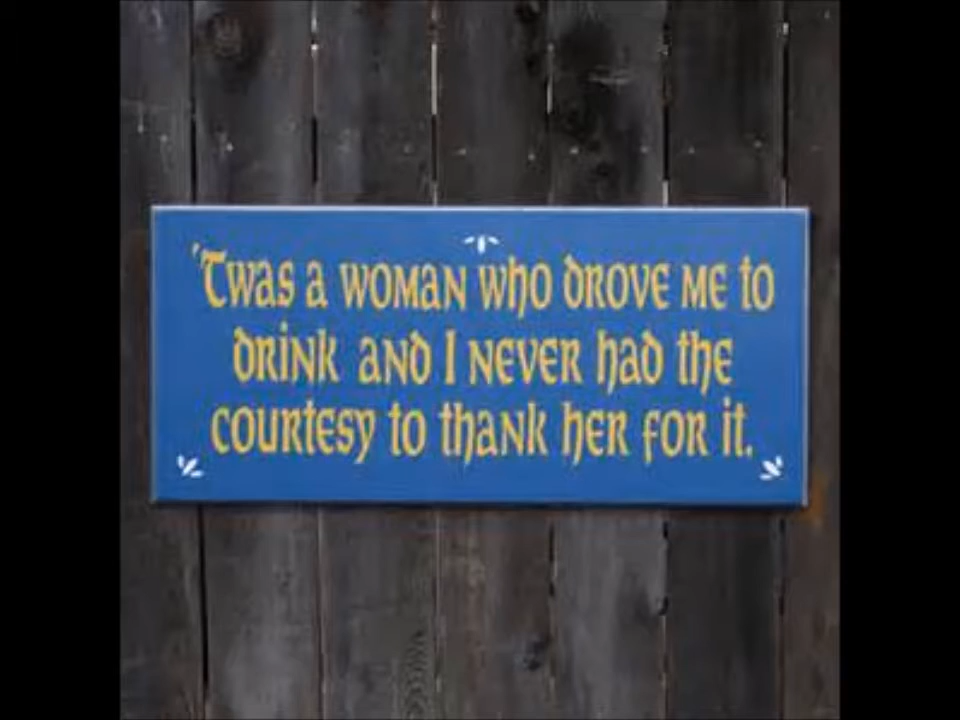 'Twas a woman who drove me to
drink and I never had the
courtesy to thank her for it.